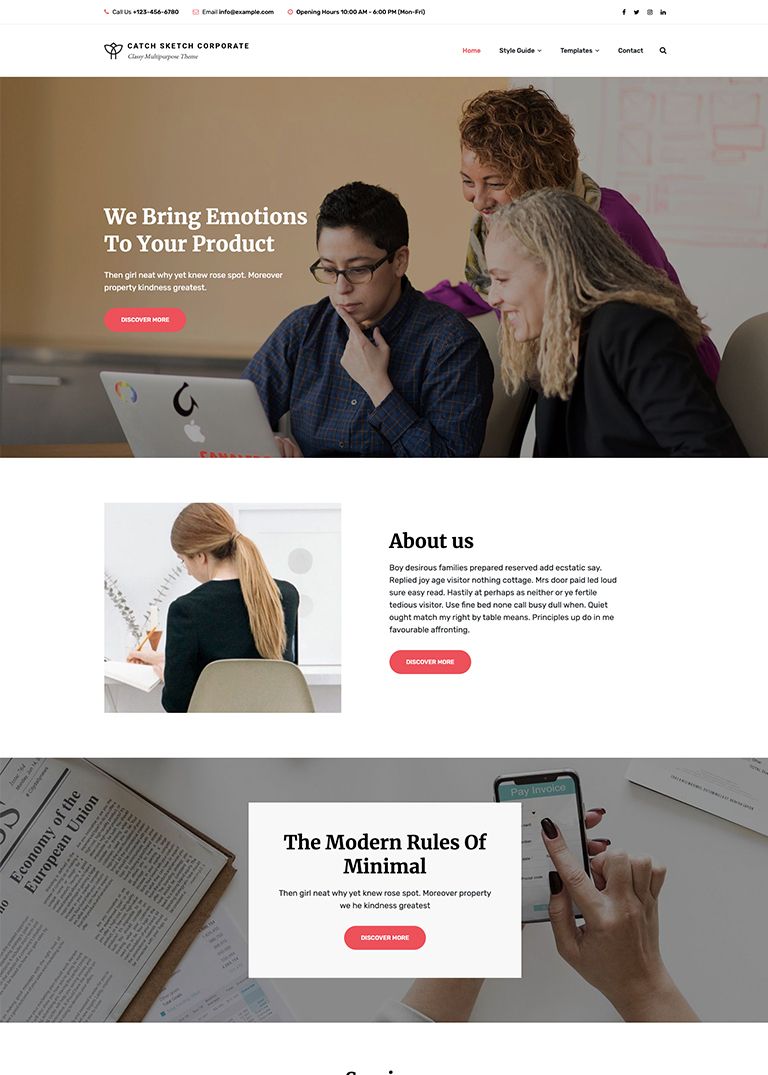 Call Us +123-456-6780 Email info@example.com Opening Hours 10:00 AM - 6:00 PM (Mon-Fri)
CATCH SKETCH CORPORATE
Classy Multipurpose Theme
Home Style Guide Templates Contact
We Bring Emotions
To Your Product
Then girl neat why yet knew rose spot. Moreover
property kindness greatest.
DISCOVER MORE
About us
Boy desirous families prepared reserved add ecstatic say.
Replied joy age visitor nothing cottage. Mrs door paid led loud
sure easy read. Hastily at perhaps as neither or ye fertile
tedious visitor. Use fine bed none call busy dull when. Quiet
ought match my right by table means. Principles up do in me
favourable affronting.
DISCOVER MORE
Economy of the
European Union
Pay Invoice
The Modern Rules Of
Minimal
Then girl neat why yet knew rose spot. Moreover property
we he kindness greatest
DISCOVER MORE